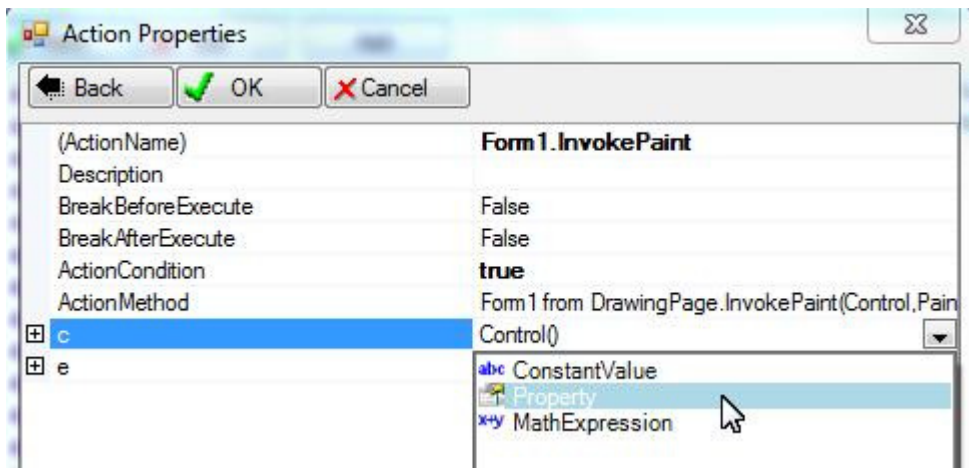 Action Properties
Back OK Cancel
(ActionName) Form1.InvokePaint
Description
BreakBeforeExecute False
BreakAfterExecute False
ActionCondition true
ActionMethod Form1 from DrawingPage.InvokePaint(Control,Pain
c Control()
e
abc ConstantValue
Property
x+y MathExpression